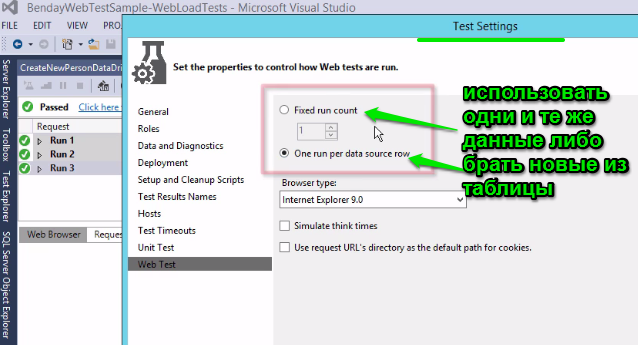 BendayWebTestSample-WebLoadTests - Microsoft Visual Studio
FILE EDIT VIEW PROJ
Test Settings
Set the properties to control how Web tests are run.
CreateNewPersonDataDri
Passed Click here
Request
Run 1
Run 2
Run 3
Web Browser Reques
Server Explorer
Toolbox
Test Explorer
SQL Server Object Explorer
General
Roles
Data and Diagnostics
Deployment
Setup and Cleanup Scripts
Test Results Names
Hosts
Test Timeouts
Unit Test
Web Test
Fixed run count
1
One run per data source row
Browser type:
Internet Explorer 9.0
Simulate think times
Use request URL's directory as the default path for cookies.
использовать
одни и те же
данные либо
брать новые из
таблицы